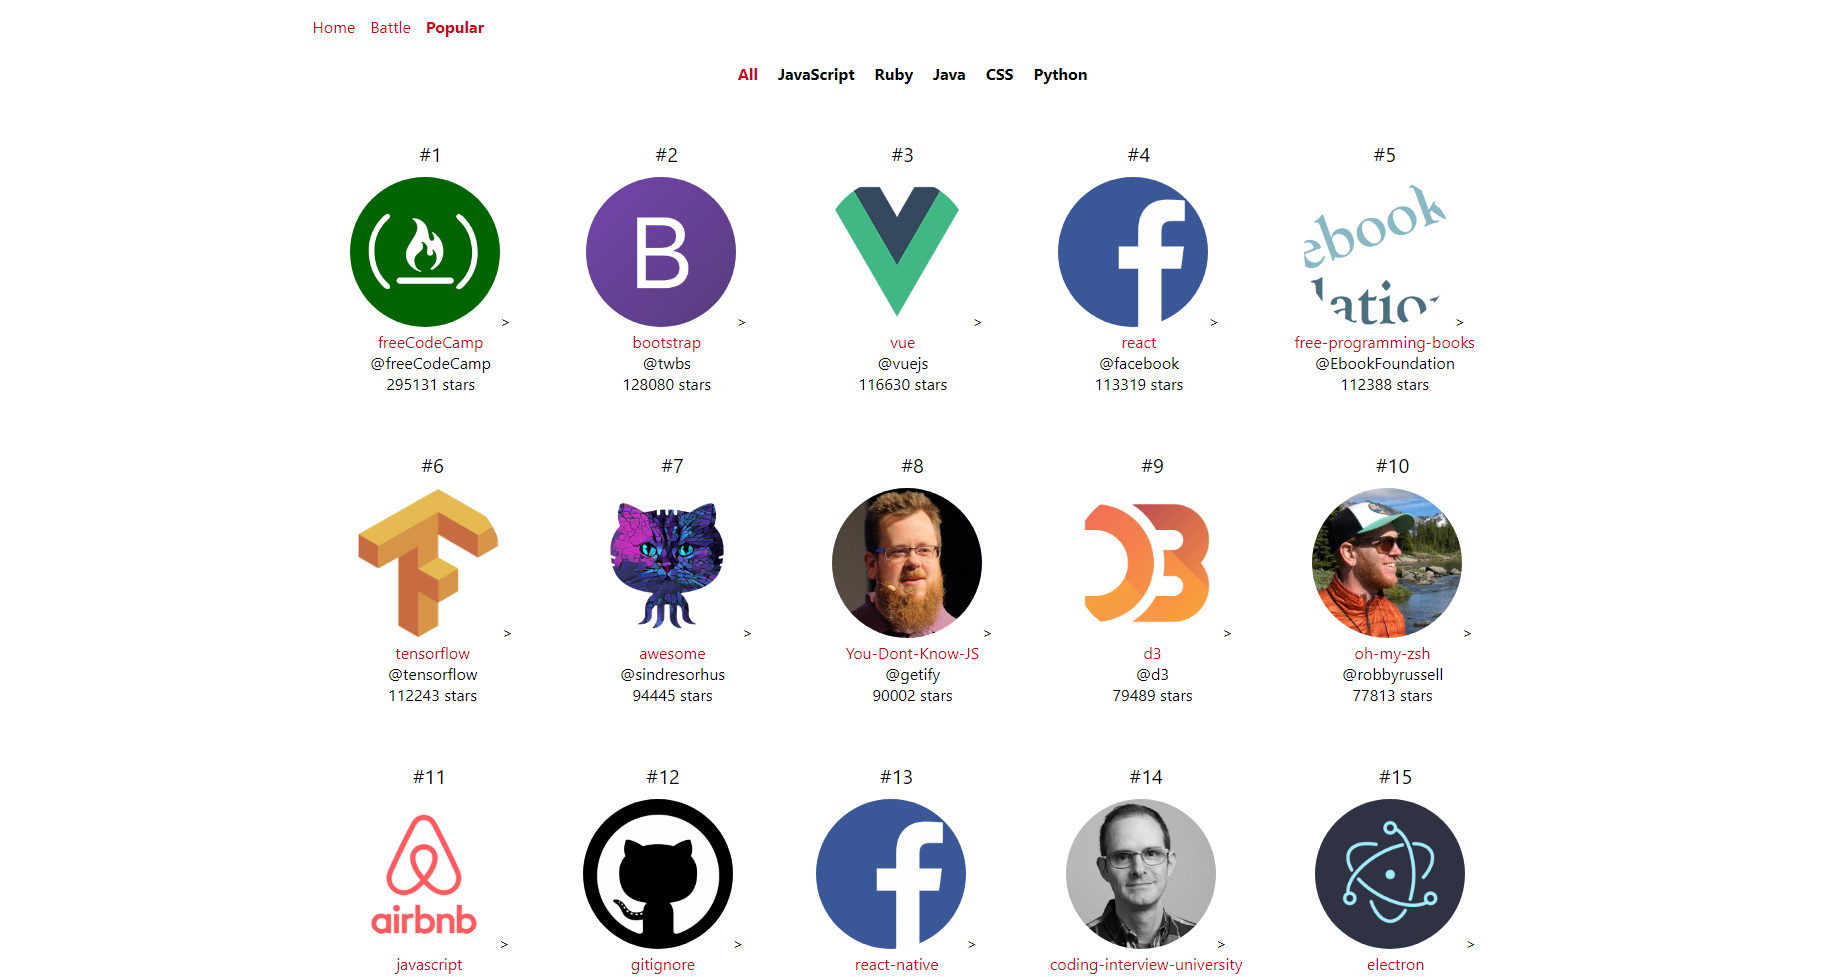 Home Battle Popular
All JavaScript Ruby Java CSS Python
#1 #2 #3 #4 #5
B
ebook
dation
> > > > >
freeCodeCamp bootstrap vue react free-programming-books
@freeCodeCamp @twbs @vuejs @facebook @EbookFoundation
295131 stars 128080 stars 116630 stars 113319 stars 112388 stars
#6 #7 #8 #9 #10
> > > > >
tensorflow awesome You-Dont-Know-JS d3 oh-my-zsh
@tensorflow @sindresorhus @getify @d3 @robbyrussell
112243 stars 94445 stars 90002 stars 79489 stars 77813 stars
#11 #12 #13 #14 #15
airbnb
> > > > >
javascript gitignore react-native coding-interview-university electron